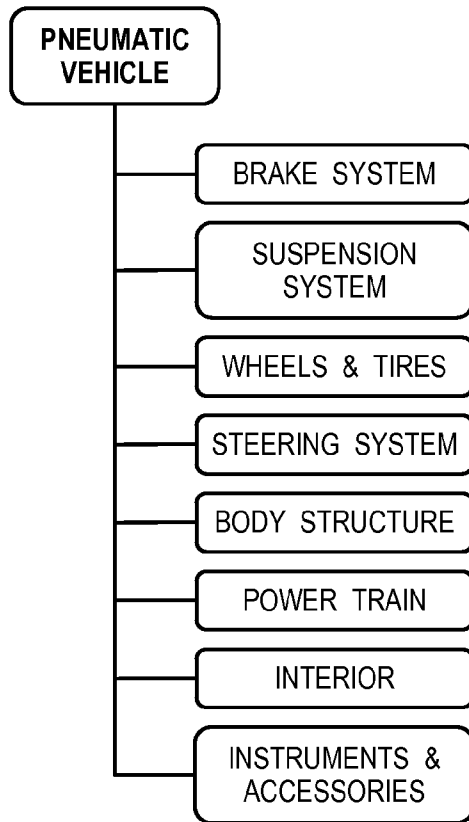 PNEUMATIC
VEHICLE
BRAKE SYSTEM
SUSPENSION
SYSTEM
WHEELS & TIRES
STEERING SYSTEM
BODY STRUCTURE
POWER TRAIN
INTERIOR
INSTRUMENTS &
ACCESSORIES